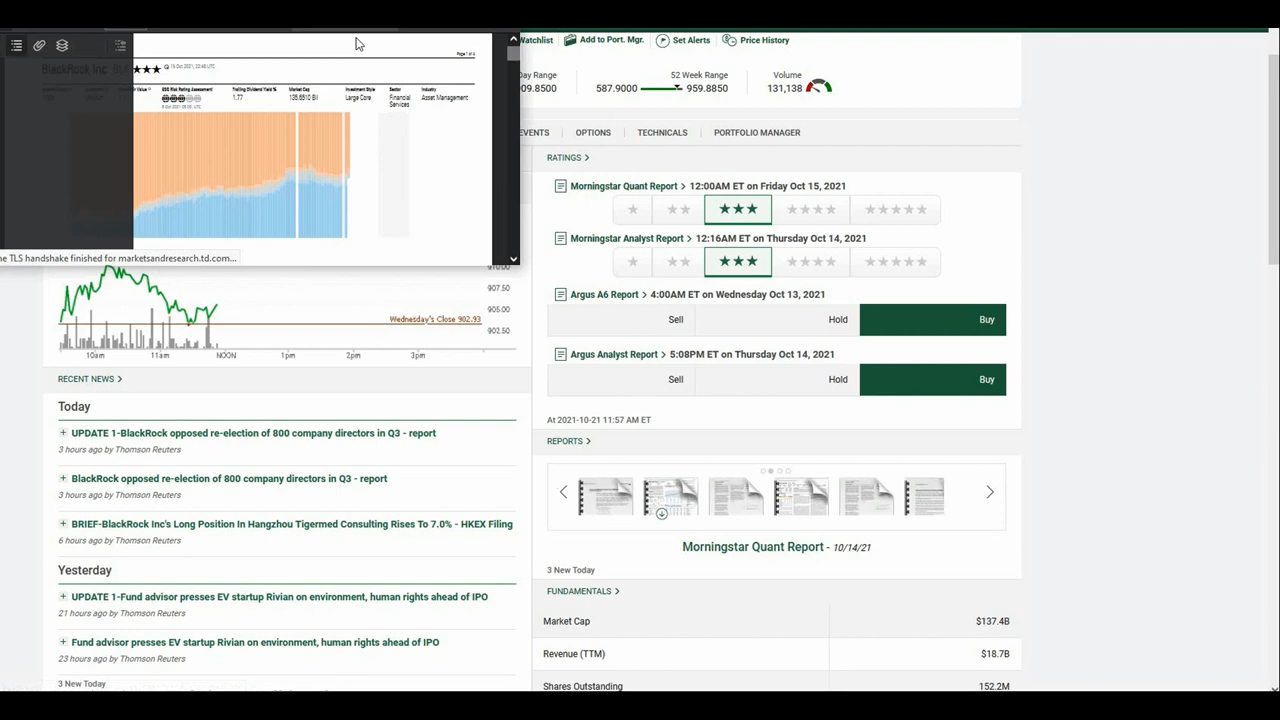 Watchlist
Add to Port. Mgr.
Set Alerts
Price History
Page 1 of
BlackRock Inc BL
15 Oct 2021, 22:45 UTC
ESG Risk Rating Assessment
Trailing Dividend Yield %
Market Cap
Investment Style
Sector
Industry
1.77
Large Core
Financial
Services
Asset Management
Day Range
909.8500
52 Week Range
587.9000
959.8850
Volume
131,138
EVENTS
OPTIONS
TECHNICALS
PORTFOLIO MANAGER
RATINGS
Morningstar Quant Report > 12:00AM ET on Friday Oct 15, 2021
Morningstar Analyst Report > 12:16AM ET on Thursday Oct 14, 2021
Argus A6 Report > 4:00AM ET on Wednesday Oct 13, 2021
Sell
Hold
Buy
Argus Analyst Report > 5:08PM ET on Thursday Oct 14, 2021
Sell
Hold
Buy
At 2021-10-21 11:57 AM ET
REPORTS
Morningstar Quant Report - 10/14/21
3 New Today
FUNDAMENTALS
Market Cap
$137.4B
Revenue (TTM)
$18.7B
Shares Outstanding
152.2M
he TLS handshake finished for marketsandresearch.td.com...
910.00
907.50
905.00
Wednesday's Close 902.93
902.50
10am
11am
NOON
1pm
2pm
3pm
RECENT NEWS
Today
UPDATE 1-BlackRock opposed re-election of 800 company directors in Q3 - report
3 hours ago by Thomson Reuters
BlackRock opposed re-election of 800 company directors in Q3 - report
3 hours ago by Thomson Reuters
BRIEF-BlackRock Inc's Long Position In Hangzhou Tigermed Consulting Rises To 7.0% - HKEX Filing
6 hours ago by Thomson Reuters
Yesterday
UPDATE 1-Fund advisor presses EV startup Rivian on environment, human rights ahead of IPO
21 hours ago by Thomson Reuters
Fund advisor presses EV startup Rivian on environment, human rights ahead of IPO
23 hours ago by Thomson Reuters
3 New Today